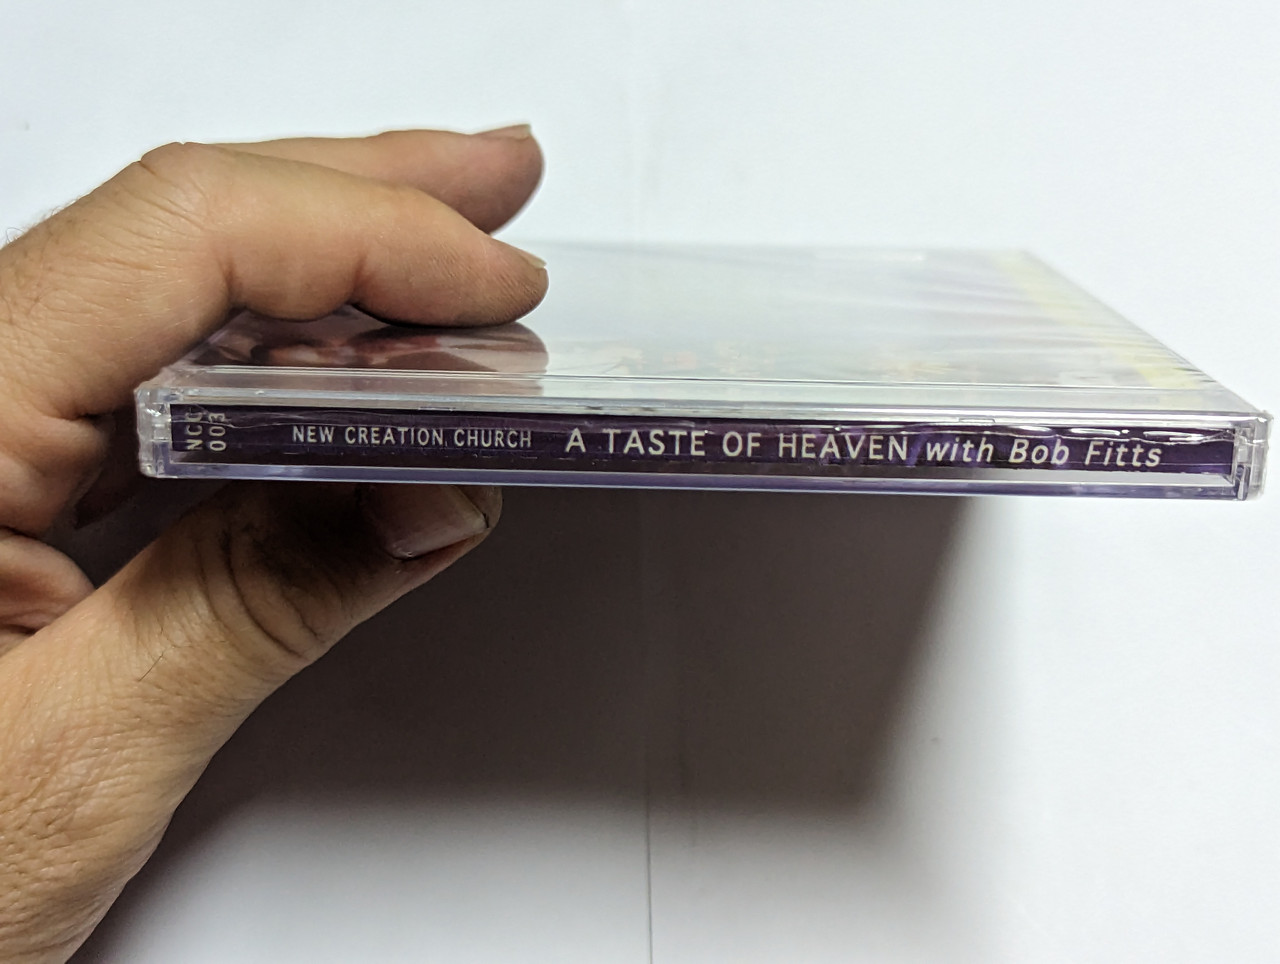 NCC
003
NEW CREATION CHURCH A TASTE OF HEAVEN with Bob Fitts